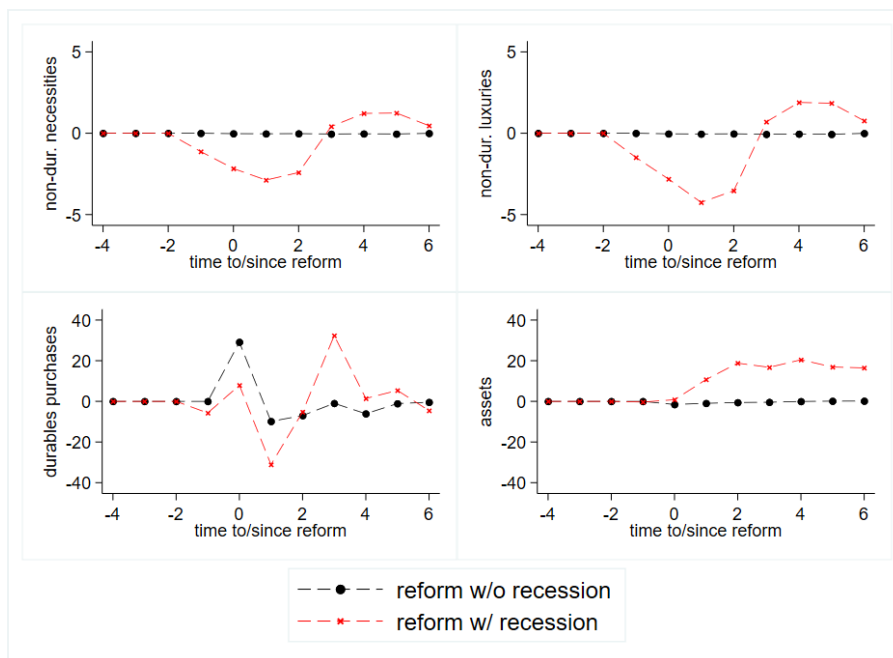 non-dur. necessities
5
0
-5
-4 -2 0 2 4 6
time to/since reform
non-dur. luxuries
5
0
-5
-4 -2 0 2 4 6
time to/since reform
durables purchases
40
20
0
-20
-40
-4 -2 0 2 4 6
time to/since reform
assets
40
20
0
-20
-40
-4 -2 0 2 4 6
time to/since reform
reform w/o recession
reform w/ recession